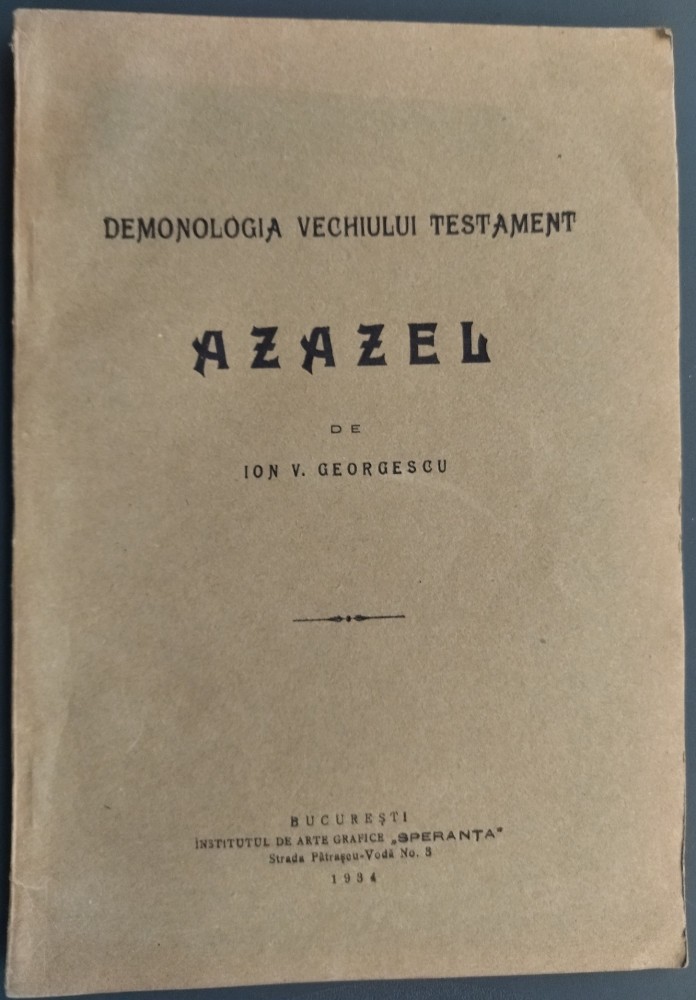 DEMONOLOGIA VECHIULUI TESTAMENT
AZAZEL
DE
ION V. GEORGESCU
BUCUREŞTI
INSTITUTUL DE ARTE GRAFICE „SPERANŢA”
Strada Pătraşcu-Vodă No. 3
1934